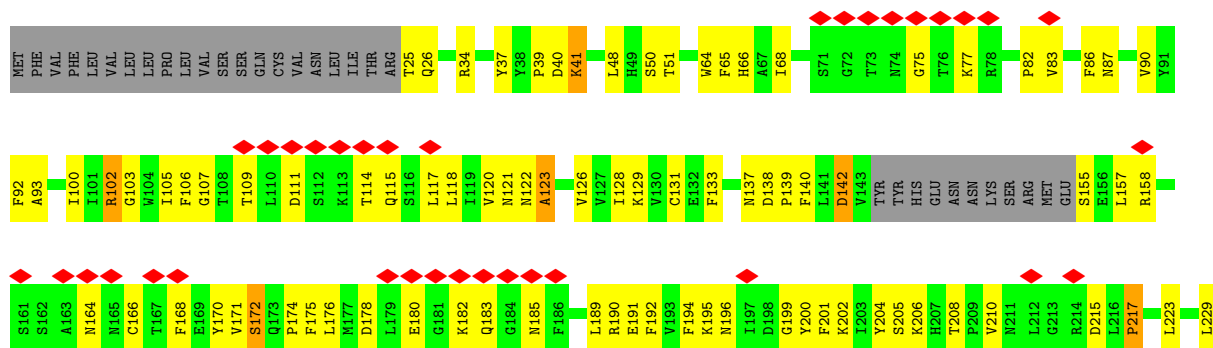 MET PHE VAL PHE LEU VAL LEU LEU PRO LEU VAL SER SER GLN CYS VAL ASN LEU ILE THR ARG T25 Q26 R34 Y37 Y38 P39 D40 K41 L48 H49 S50 T51 W64 F65 H66 A67 I68 S71 G72 T73 N74 G75 T76 K77 R78 P82 V83 F86 N87 V90 Y91
F92 A93 I100 I101 R102 G103 W104 I105 F106 G107 T108 T109 L110 D111 S112 K113 T114 Q115 S116 L117 L118 I119 V120 N121 N122 A123 V126 V127 I128 K129 V130 C131 E132 F133 N137 D138 P139 F140 L141 D142 V143 TYR TYR HIS GLU ASN ASN LYS SER ARG MET GLU S155 E156 L157 R158
S161 S162 A163 N164 N165 C166 T167 F168 E169 Y170 V171 S172 Q173 P174 F175 L176 M177 D178 L179 E180 G181 K182 Q183 G184 N185 F186 L189 R190 E191 F192 V193 F194 K195 N196 I197 D198 G199 Y200 F201 K202 I203 Y204 S205 K206 H207 T208 P209 V210 N211 L212 G213 R214 D215 L216 P217 L223 L229